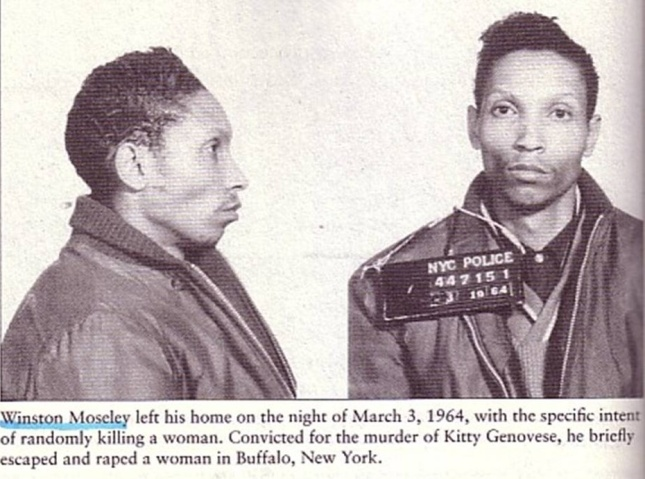 NYC POLICE
447151
3 1964
Winston Moseley left his home on the night of March 3, 1964, with the specific intent
of randomly killing a woman. Convicted for the murder of Kitty Genovese, he briefly
escaped and raped a woman in Buffalo, New York.